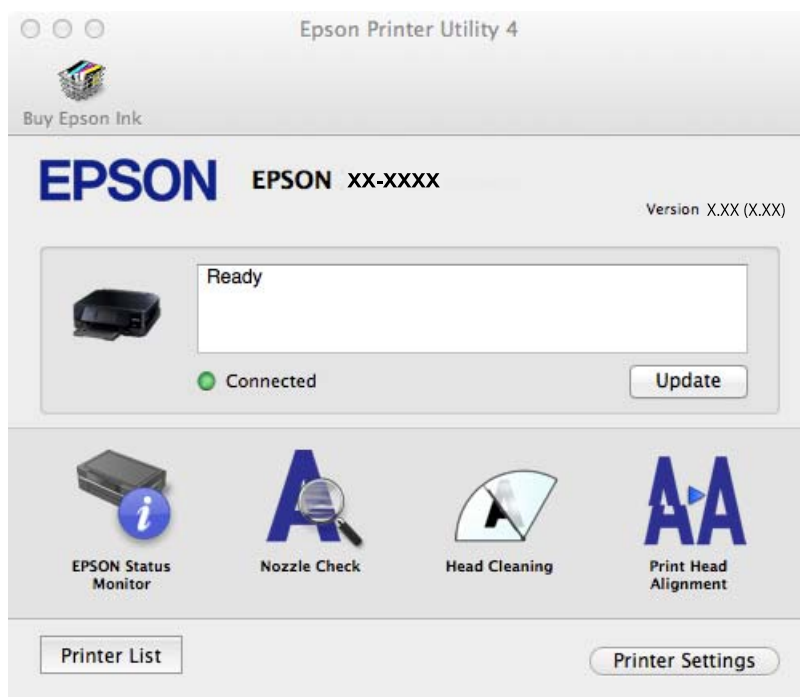 Epson Printer Utility 4
Buy Epson Ink
EPSON EPSON XX-XXXX
Version X.XX (X.XX)
Ready
Connected
Update
EPSON Status
Monitor
Nozzle Check
Head Cleaning
Print Head
Alignment
Printer List
Printer Settings